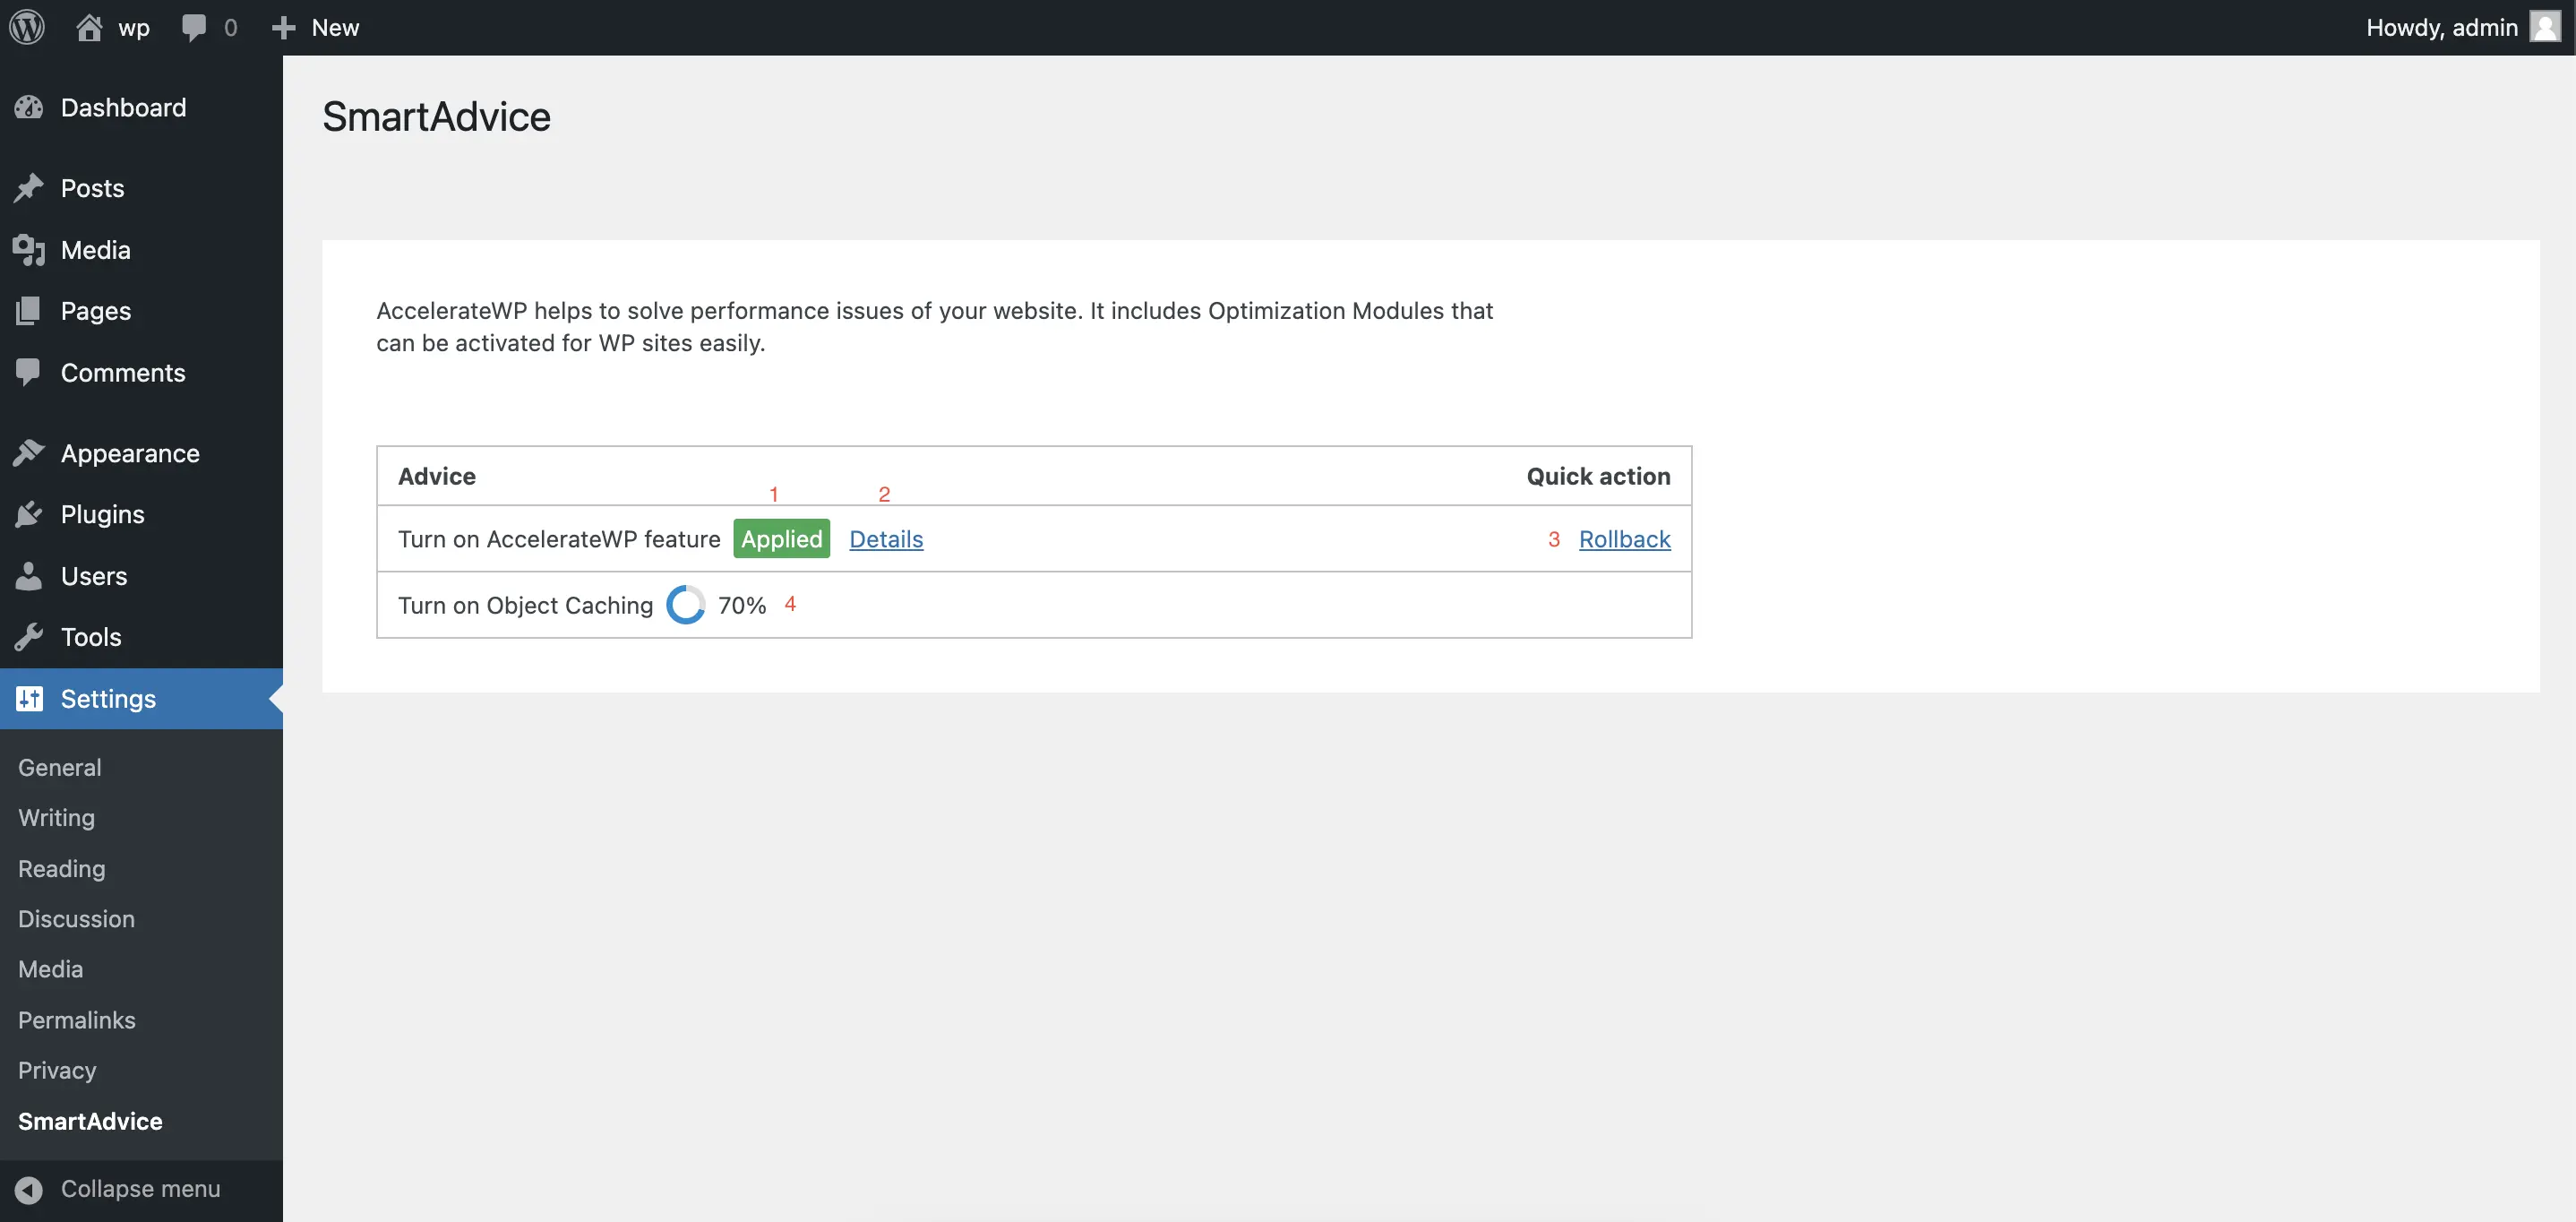 wp 0 New Howdy, admin
Dashboard
Posts
Media
Pages
Comments
Appearance
Plugins
Users
Tools
Settings
General
Writing
Reading
Discussion
Media
Permalinks
Privacy
SmartAdvice
Collapse menu
SmartAdvice
AccelerateWP helps to solve performance issues of your website. It includes Optimization Modules that
can be activated for WP sites easily.
Advice Quick action
1 2
Turn on AccelerateWP feature Applied Details 3 Rollback
Turn on Object Caching 70% 4